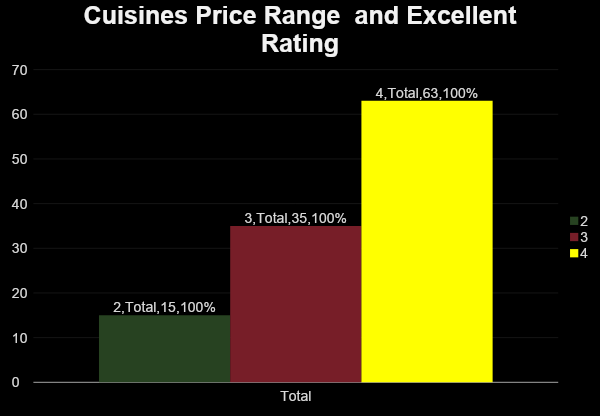 Cuisines Price Range  and Excellent
Rating
70
60
50
40
30
20
10
0
4,Total,63,100%
3,Total,35,100%
2,Total,15,100%
Total
2
3
4